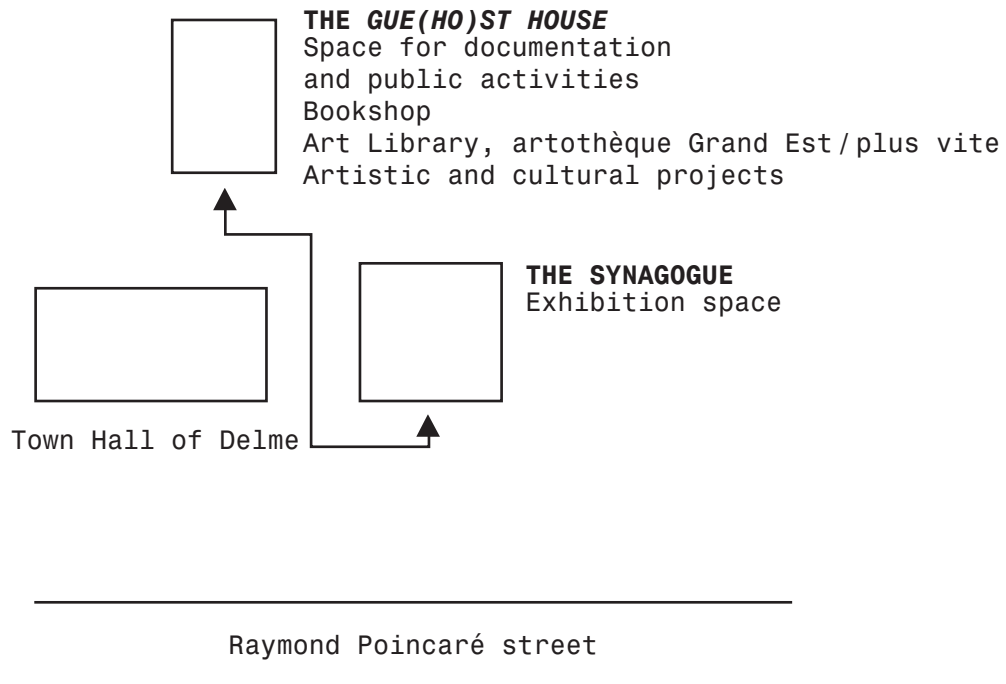 THE GUE(HO)ST HOUSE
Space for documentation
and public activities
Bookshop
Art Library, artothèque Grand Est/plus vite
Artistic and cultural projects
THE SYNAGOGUE
Exhibition space
Town Hall of Delme
Raymond Poincaré street